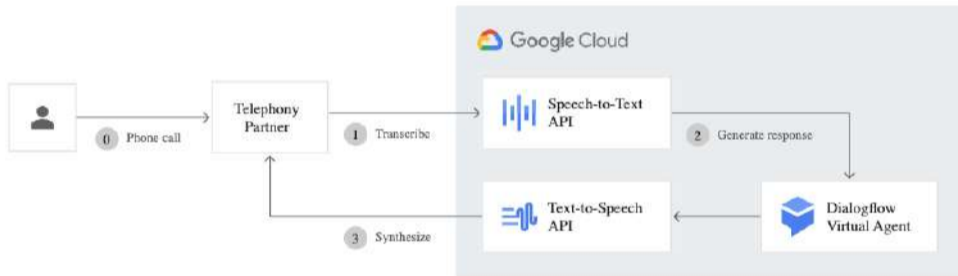 Google Cloud
Telephony
Partner
Speech-to-Text
API
0 Phone call
1 Transcribe
2 Generate response
Text-to-Speech
API
Dialogflow
Virtual Agent
3 Synthesize